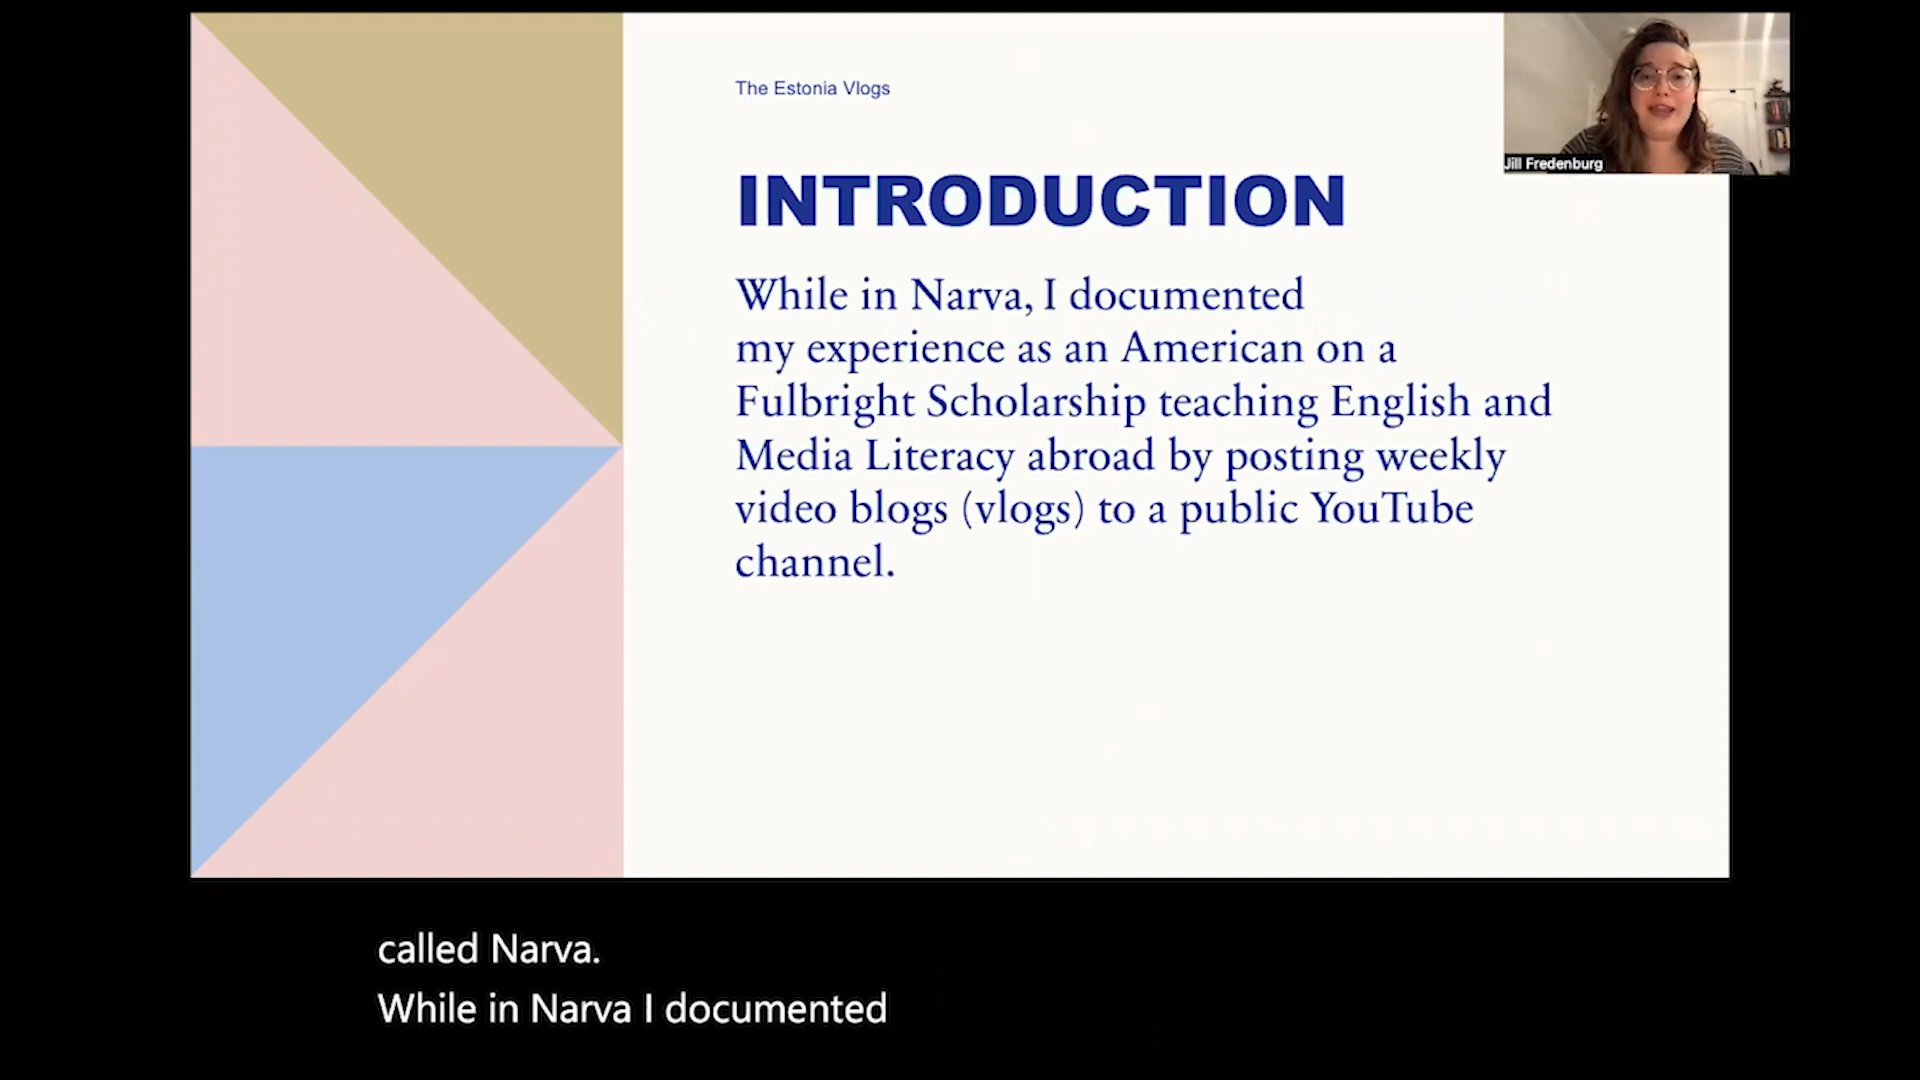 The Estonia Vlogs
INTRODUCTION
While in Narva, I documented
my experience as an American on a
Fulbright Scholarship teaching English and
Media Literacy abroad by posting weekly
video blogs (vlogs) to a public YouTube
channel.
Jill Fredenburg
called Narva.
While in Narva I documented